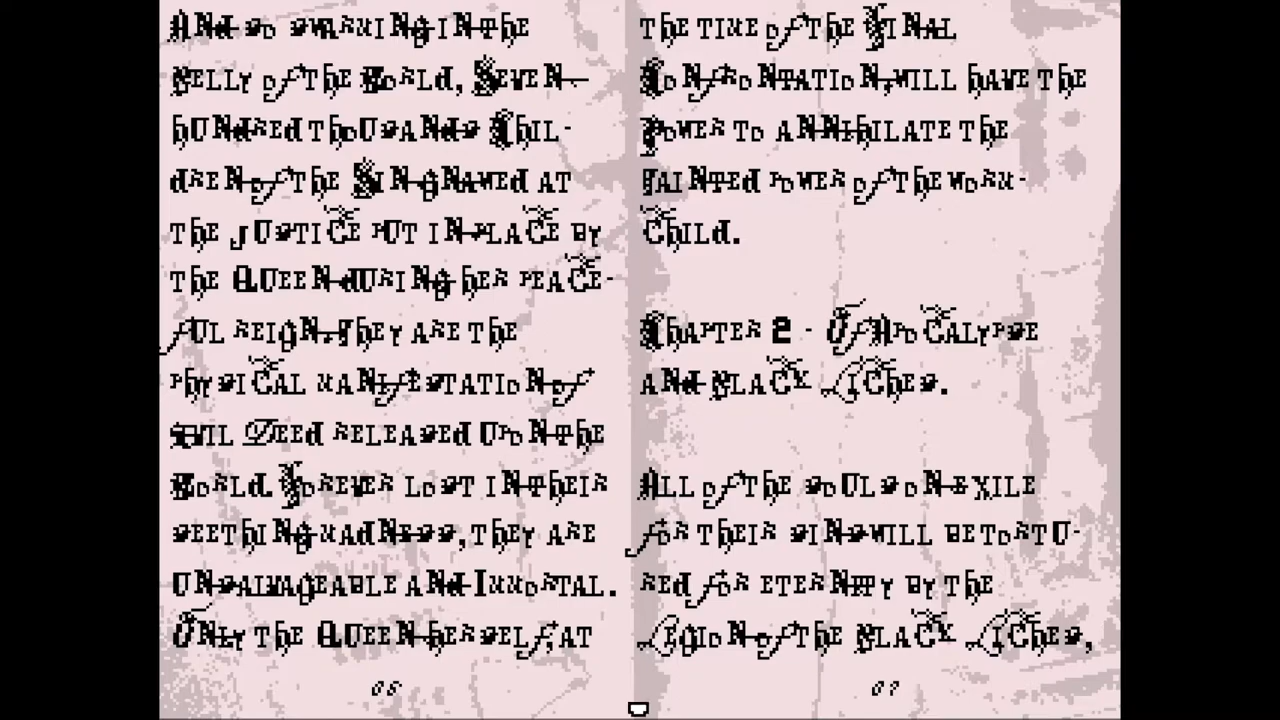 And so swarming in the
Belly of the World, Seven-
hundred thousands Chil-
dren of the Sin gnawed at
the justice put in place by
the Queen during her peace-
ful reign. They are the
physical manifestation of
Evil Deed released upon the
World. Forever lost in their
seething madness, they are
unsalvageable and Immortal.
Only the Queen herself, at
06
the time of the Final
Confrontation, will have the
Power to annihilate the
Tainted power of the worm-
Child.
Chapter 2 - Of Apocalypse
and Black Liches.
All of the souls on Exile
for their sins will be tortu-
red for eternity by the
Legion of the Black Liches,
07